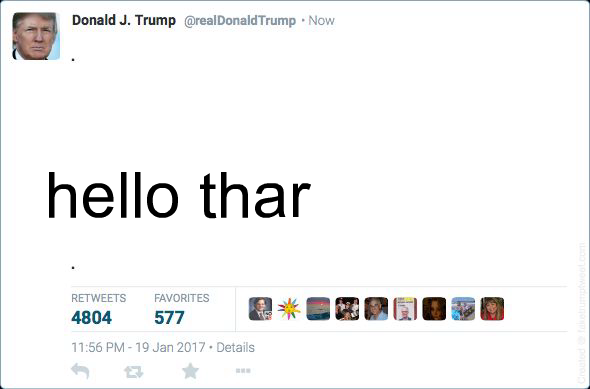 Donald J. Trump @realDonaldTrump • Now
.
hello thar
.
RETWEETS FAVORITES
4804 577
11:56 PM - 19 Jan 2017 • Details
Created @ faketrumptweet.com